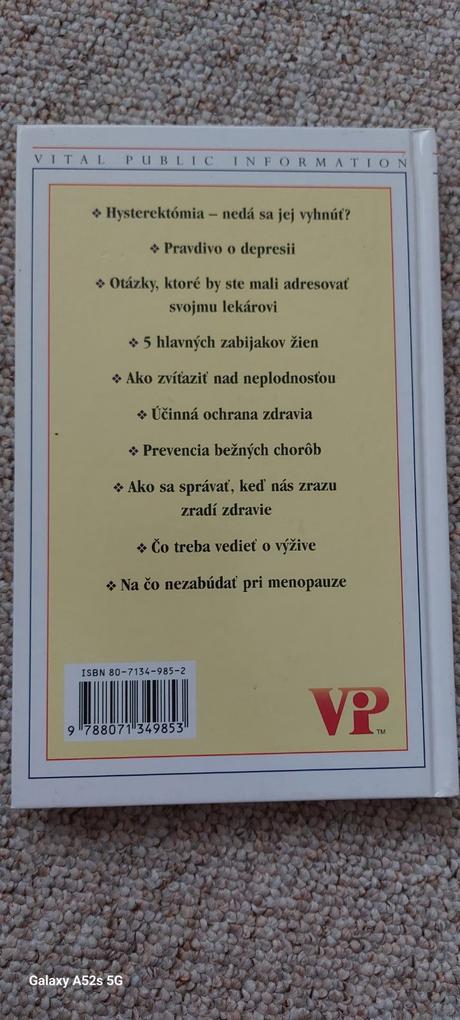 VITAL PUBLIC INFORMATION
❖ Hysterektómia – nedá sa jej vyhnúť?
❖ Pravdivo o depresii
❖ Otázky, ktoré by ste mali adresovať
svojmu lekárovi
❖ 5 hlavných zabijakov žien
❖ Ako zvíťaziť nad neplodnosťou
❖ Účinná ochrana zdravia
❖ Prevencia bežných chorôb
❖ Ako sa správať, keď nás zrazu
zradí zdravie
❖ Čo treba vedieť o výžive
❖ Na čo nezabúdať pri menopauze
ISBN 80-7134-985-2
9 788071 349853
ViP™
Galaxy A52s 5G